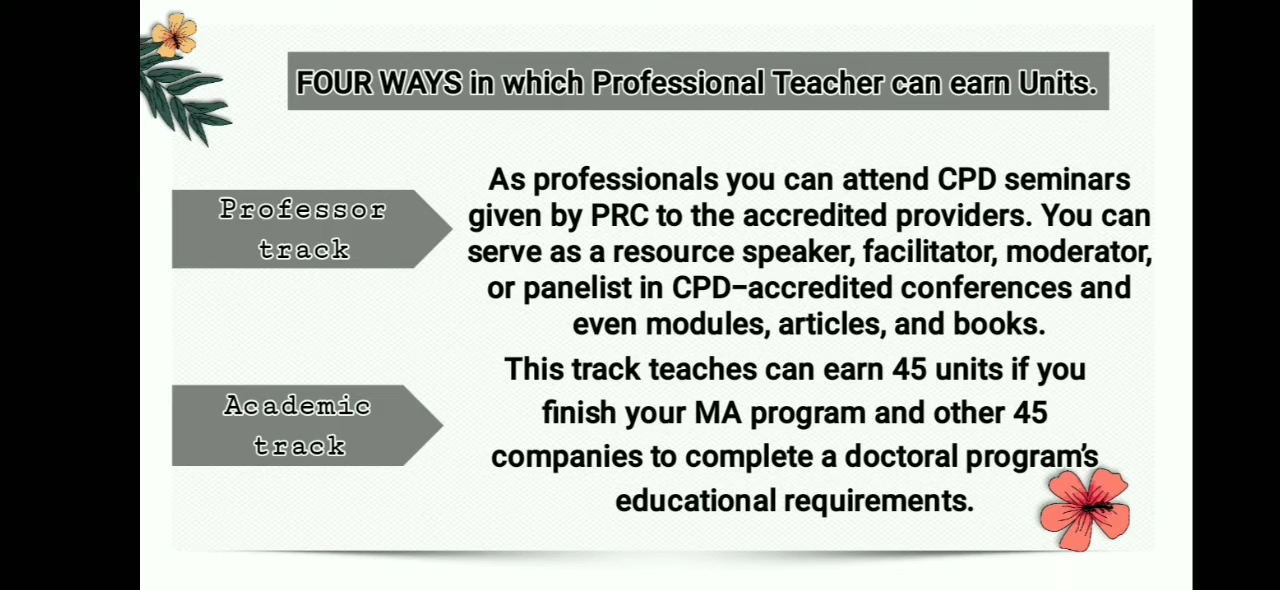 FOUR WAYS in which Professional Teacher can earn Units.
Professor
track
As professionals you can attend CPD seminars
given by PRC to the accredited providers. You can
serve as a resource speaker, facilitator, moderator,
or panelist in CPD–accredited conferences and
even modules, articles, and books.
Academic
track
This track teaches can earn 45 units if you
finish your MA program and other 45
companies to complete a doctoral program's
educational requirements.